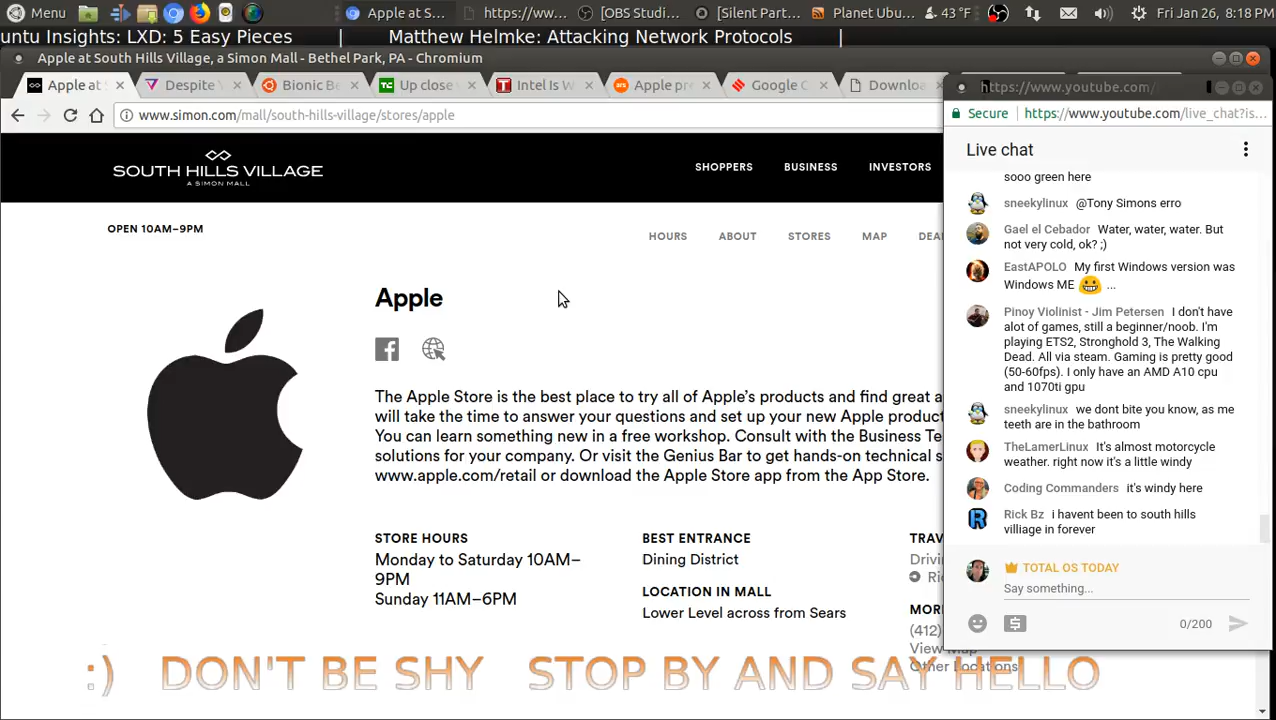 Menu
Apple at S...
https://ww...
[OBS Studi...
[Silent Part...
Planet Ubu...
43 °F
Fri Jan 26, 8:18 PM
untu Insights: LXD: 5 Easy Pieces | Matthew Helmke: Attacking Network Protocols |
Apple at South Hills Village, a Simon Mall - Bethel Park, PA - Chromium
Apple at
Despite
Bionic Be
Up close
Intel Is W
Apple pre
Google C
Downloa
www.simon.com/mall/south-hills-village/stores/apple
SOUTH HILLS VILLAGE
A SIMON MALL
SHOPPERS BUSINESS INVESTORS
OPEN 10AM–9PM
HOURS ABOUT STORES MAP DEA
Apple
The Apple Store is the best place to try all of Apple's products and find great a
will take the time to answer your questions and set up your new Apple product
You can learn something new in a free workshop. Consult with the Business Te
solutions for your company. Or visit the Genius Bar to get hands-on technical s
www.apple.com/retail or download the Apple Store app from the App Store.
STORE HOURS
Monday to Saturday 10AM–
9PM
Sunday 11AM–6PM
BEST ENTRANCE
Dining District
LOCATION IN MALL
Lower Level across from Sears
TRAV
Drivin
Ri
MOR
(412)
View Map
Other Locations
:) DON'T BE SHY STOP BY AND SAY HELLO
https://www.youtube.com/
Secure https://www.youtube.com/live_chat?is...
Live chat
sooo green here
sneekylinux @Tony Simons erro
Gael el Cebador Water, water, water. But
not very cold, ok? ;)
EastAPOLO My first Windows version was
Windows ME ...
Pinoy Violinist - Jim Petersen I don't have
alot of games, still a beginner/noob. I'm
playing ETS2, Stronghold 3, The Walking
Dead. All via steam. Gaming is pretty good
(50-60fps). I only have an AMD A10 cpu
and 1070ti gpu
sneekylinux we dont bite you know, as me
teeth are in the bathroom
TheLamerLinux It's almost motorcycle
weather. right now it's a little windy
Coding Commanders it's windy here
Rick Bz i havent been to south hills
villiage in forever
TOTAL OS TODAY
Say something...
0/200